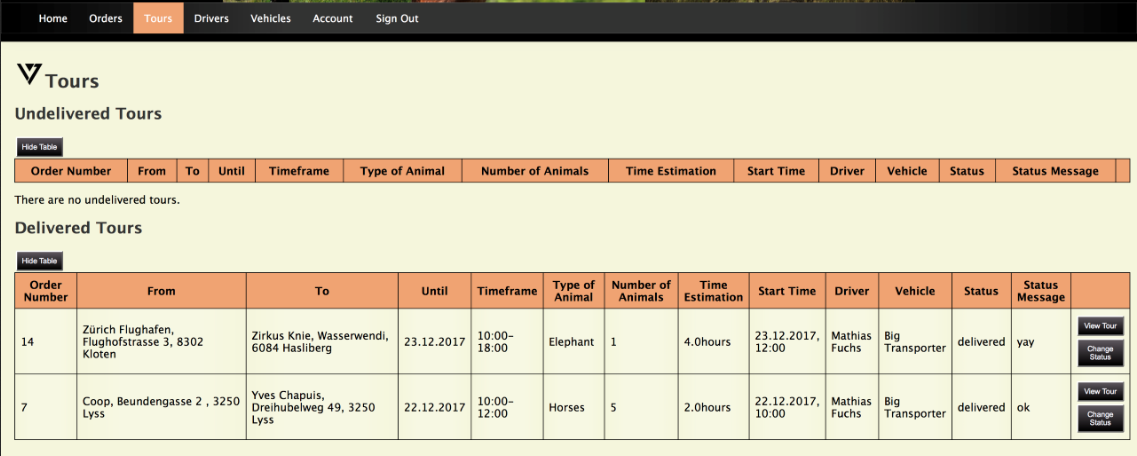 Home Orders Tours Drivers Vehicles Account Sign Out
Tours
Undelivered Tours
Hide Table
Order Number From To Until Timeframe Type of Animal Number of Animals Time Estimation Start Time Driver Vehicle Status Status Message
There are no undelivered tours.
Delivered Tours
Hide Table
Order Number From To Until Timeframe Type of Animal Number of Animals Time Estimation Start Time Driver Vehicle Status Status Message
14 Zürich Flughafen, Flughofstrasse 3, 8302 Kloten Zirkus Knie, Wasserwendi, 6084 Hasliberg 23.12.2017 10:00-18:00 Elephant 1 4.0hours 23.12.2017, 12:00 Mathias Fuchs Big Transporter delivered yay View Tour Change Status
7 Coop, Beundengasse 2 , 3250 Lyss Yves Chapuis, Dreihubelweg 49, 3250 Lyss 22.12.2017 10:00-12:00 Horses 5 2.0hours 22.12.2017, 10:00 Mathias Fuchs Big Transporter delivered ok View Tour Change Status